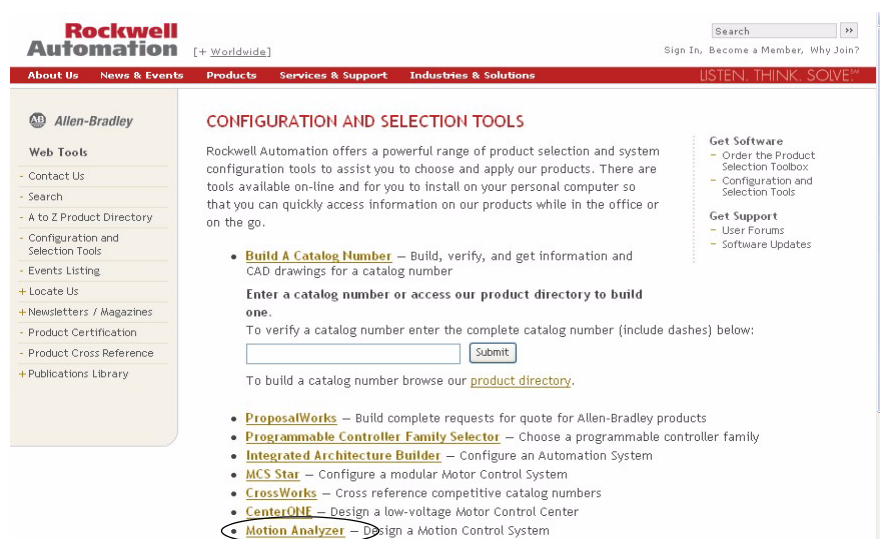 Rockwell
Automation
[+ Worldwide]
Search
»
Sign In, Become a Member, Why Join?
About Us News & Events Products Services & Support Industries & Solutions
LISTEN. THINK. SOLVE.℠
AB Allen-Bradley
Web Tools
- Contact Us
- Search
- A to Z Product Directory
- Configuration and
Selection Tools
- Events Listing
+ Locate Us
+ Newsletters / Magazines
- Product Certification
- Product Cross Reference
+ Publications Library
CONFIGURATION AND SELECTION TOOLS
Rockwell Automation offers a powerful range of product selection and system
configuration tools to assist you to choose and apply our products. There are
tools available on-line and for you to install on your personal computer so
that you can quickly access information on our products while in the office or
on the go.
• Build A Catalog Number – Build, verify, and get information and
CAD drawings for a catalog number
Enter a catalog number or access our product directory to build
one.
To verify a catalog number enter the complete catalog number (include dashes) below:
Submit
To build a catalog number browse our product directory.
• ProposalWorks – Build complete requests for quote for Allen-Bradley products
• Programmable Controller Family Selector – Choose a programmable controller family
• Integrated Architecture Builder – Configure an Automation System
• MCS Star – Configure a modular Motor Control System
• CrossWorks – Cross reference competitive catalog numbers
• CenterONE – Design a low-voltage Motor Control Center
• Motion Analyzer – Design a Motion Control System
Get Software
– Order the Product
Selection Toolbox
– Configuration and
Selection Tools
Get Support
– User Forums
– Software Updates